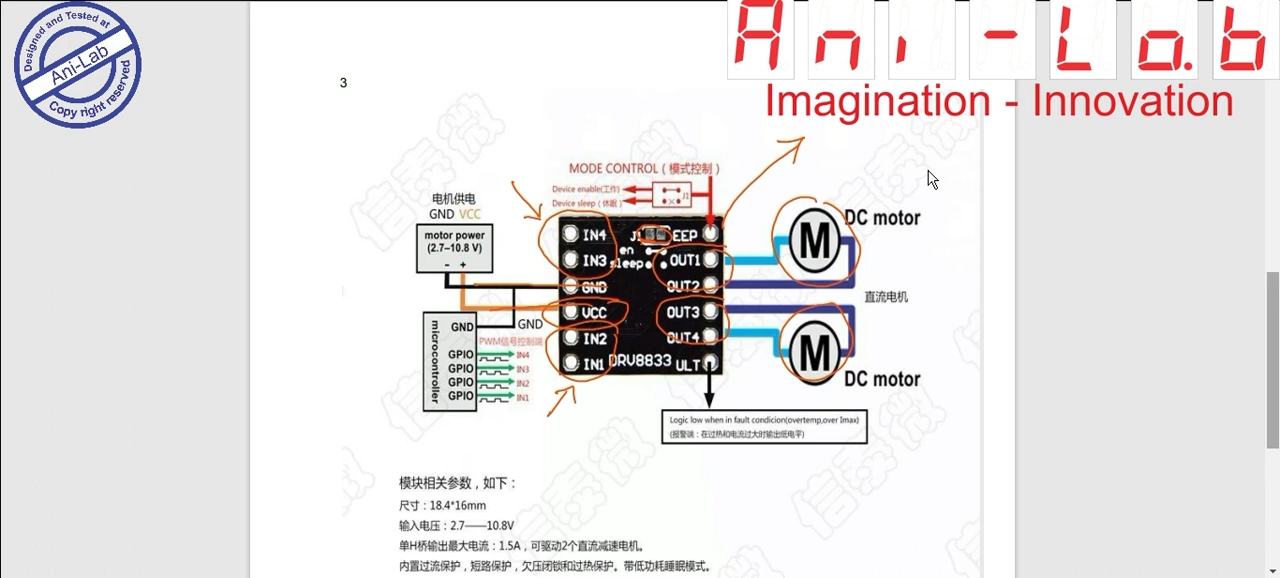 Designed and Tested at
Ani-Lab
Copy right reserved
Ani-Lab
Imagination - Innovation
3
MODE CONTROL（模式控制）
Device enable(工作)
Device sleep（休眠）
J1
电机供电
GND VCC
motor power
(2.7–10.8 V)
- +
IN4 J1 EEP
en
IN3 sleep OUT1
GND OUT2
VCC OUT3
IN2 OUT4
IN1 DRV8833 ULT
M DC motor
直流电机
M DC motor
microcontroller
GND GND
PWM信号控制端
GPIO IN4
GPIO IN3
GPIO IN2
GPIO IN1
Logic low when in fault condicion(overtemp,over Imax)
(报警端：在过热和电流过大时输出低电平)
模块相关参数，如下：
尺寸：18.4*16mm
输入电压：2.7——10.8V
单H桥输出最大电流：1.5A，可驱动2个直流减速电机。
内置过流保护，短路保护，欠压闭锁和过热保护。带低功耗睡眠模式。
信泰微